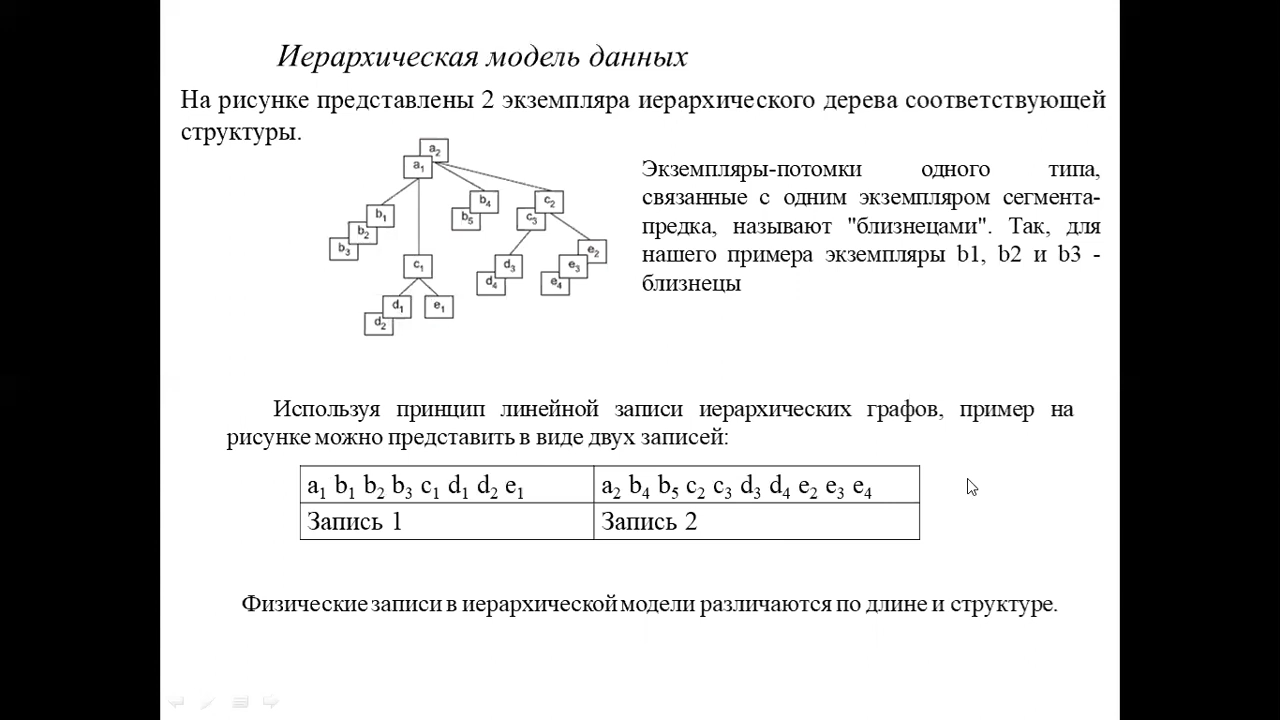 Иерархическая модель данных
На рисунке представлены 2 экземпляра иерархического дерева соответствующей
структуры.
a2
a1
b1
b2
b3
b4
b5
c2
c3
c1
d1
d2
e1
d3
d4
e2
e3
e4
Экземпляры-потомки одного типа,
связанные с одним экземпляром сегмента-
предка, называют "близнецами". Так, для
нашего примера экземпляры b1, b2 и b3 -
близнецы
Используя принцип линейной записи иерархических графов, пример на
рисунке можно представить в виде двух записей:
a1 b1 b2 b3 c1 d1 d2 e1
a2 b4 b5 c2 c3 d3 d4 e2 e3 e4
Запись 1
Запись 2
Физические записи в иерархической модели различаются по длине и структуре.